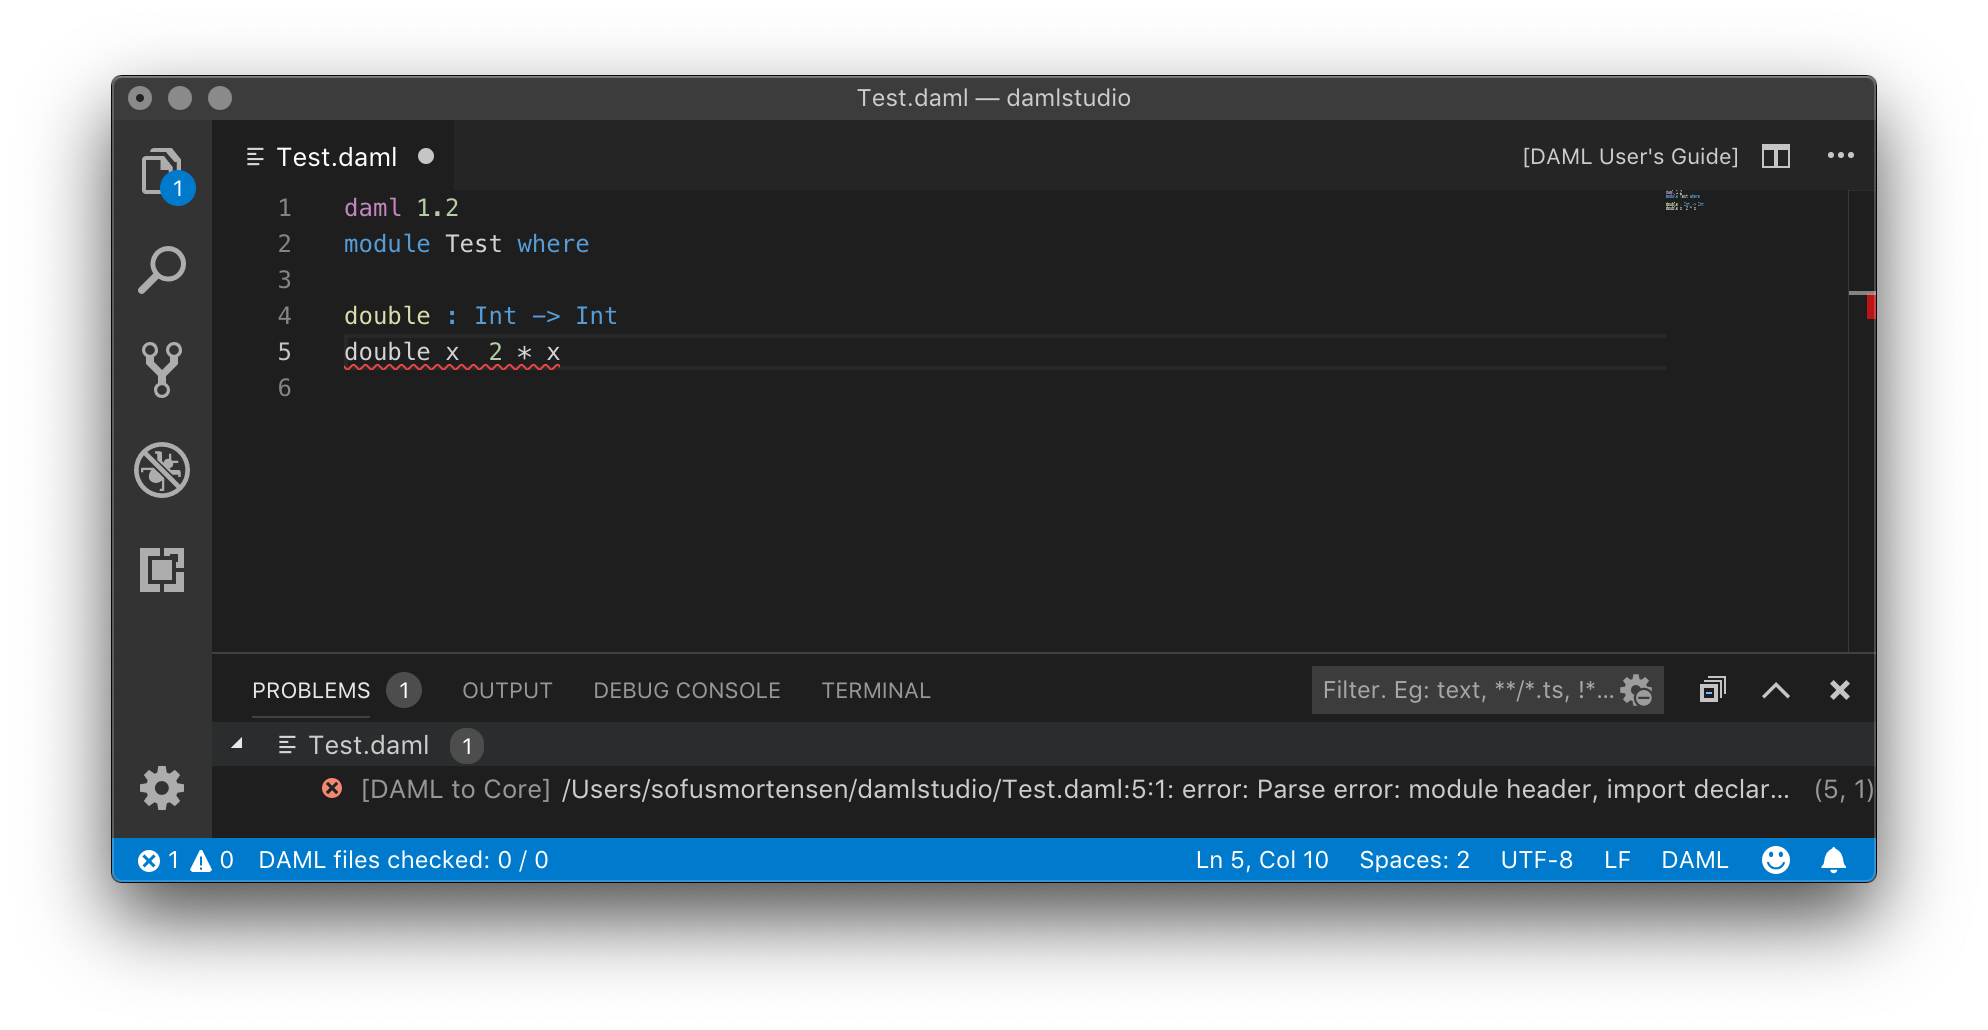 Test.daml — damlstudio
1
Test.daml
[DAML User's Guide]
1 daml 1.2
2 module Test where
3
4 double : Int -> Int
5 double x  2 * x
6
PROBLEMS 1 OUTPUT DEBUG CONSOLE TERMINAL
Filter. Eg: text, **/*.ts, !*...
Test.daml 1
[DAML to Core] /Users/sofusmortensen/damlstudio/Test.daml:5:1: error: Parse error: module header, import declar... (5, 1)
1 0 DAML files checked: 0 / 0
Ln 5, Col 10 Spaces: 2 UTF-8 LF DAML